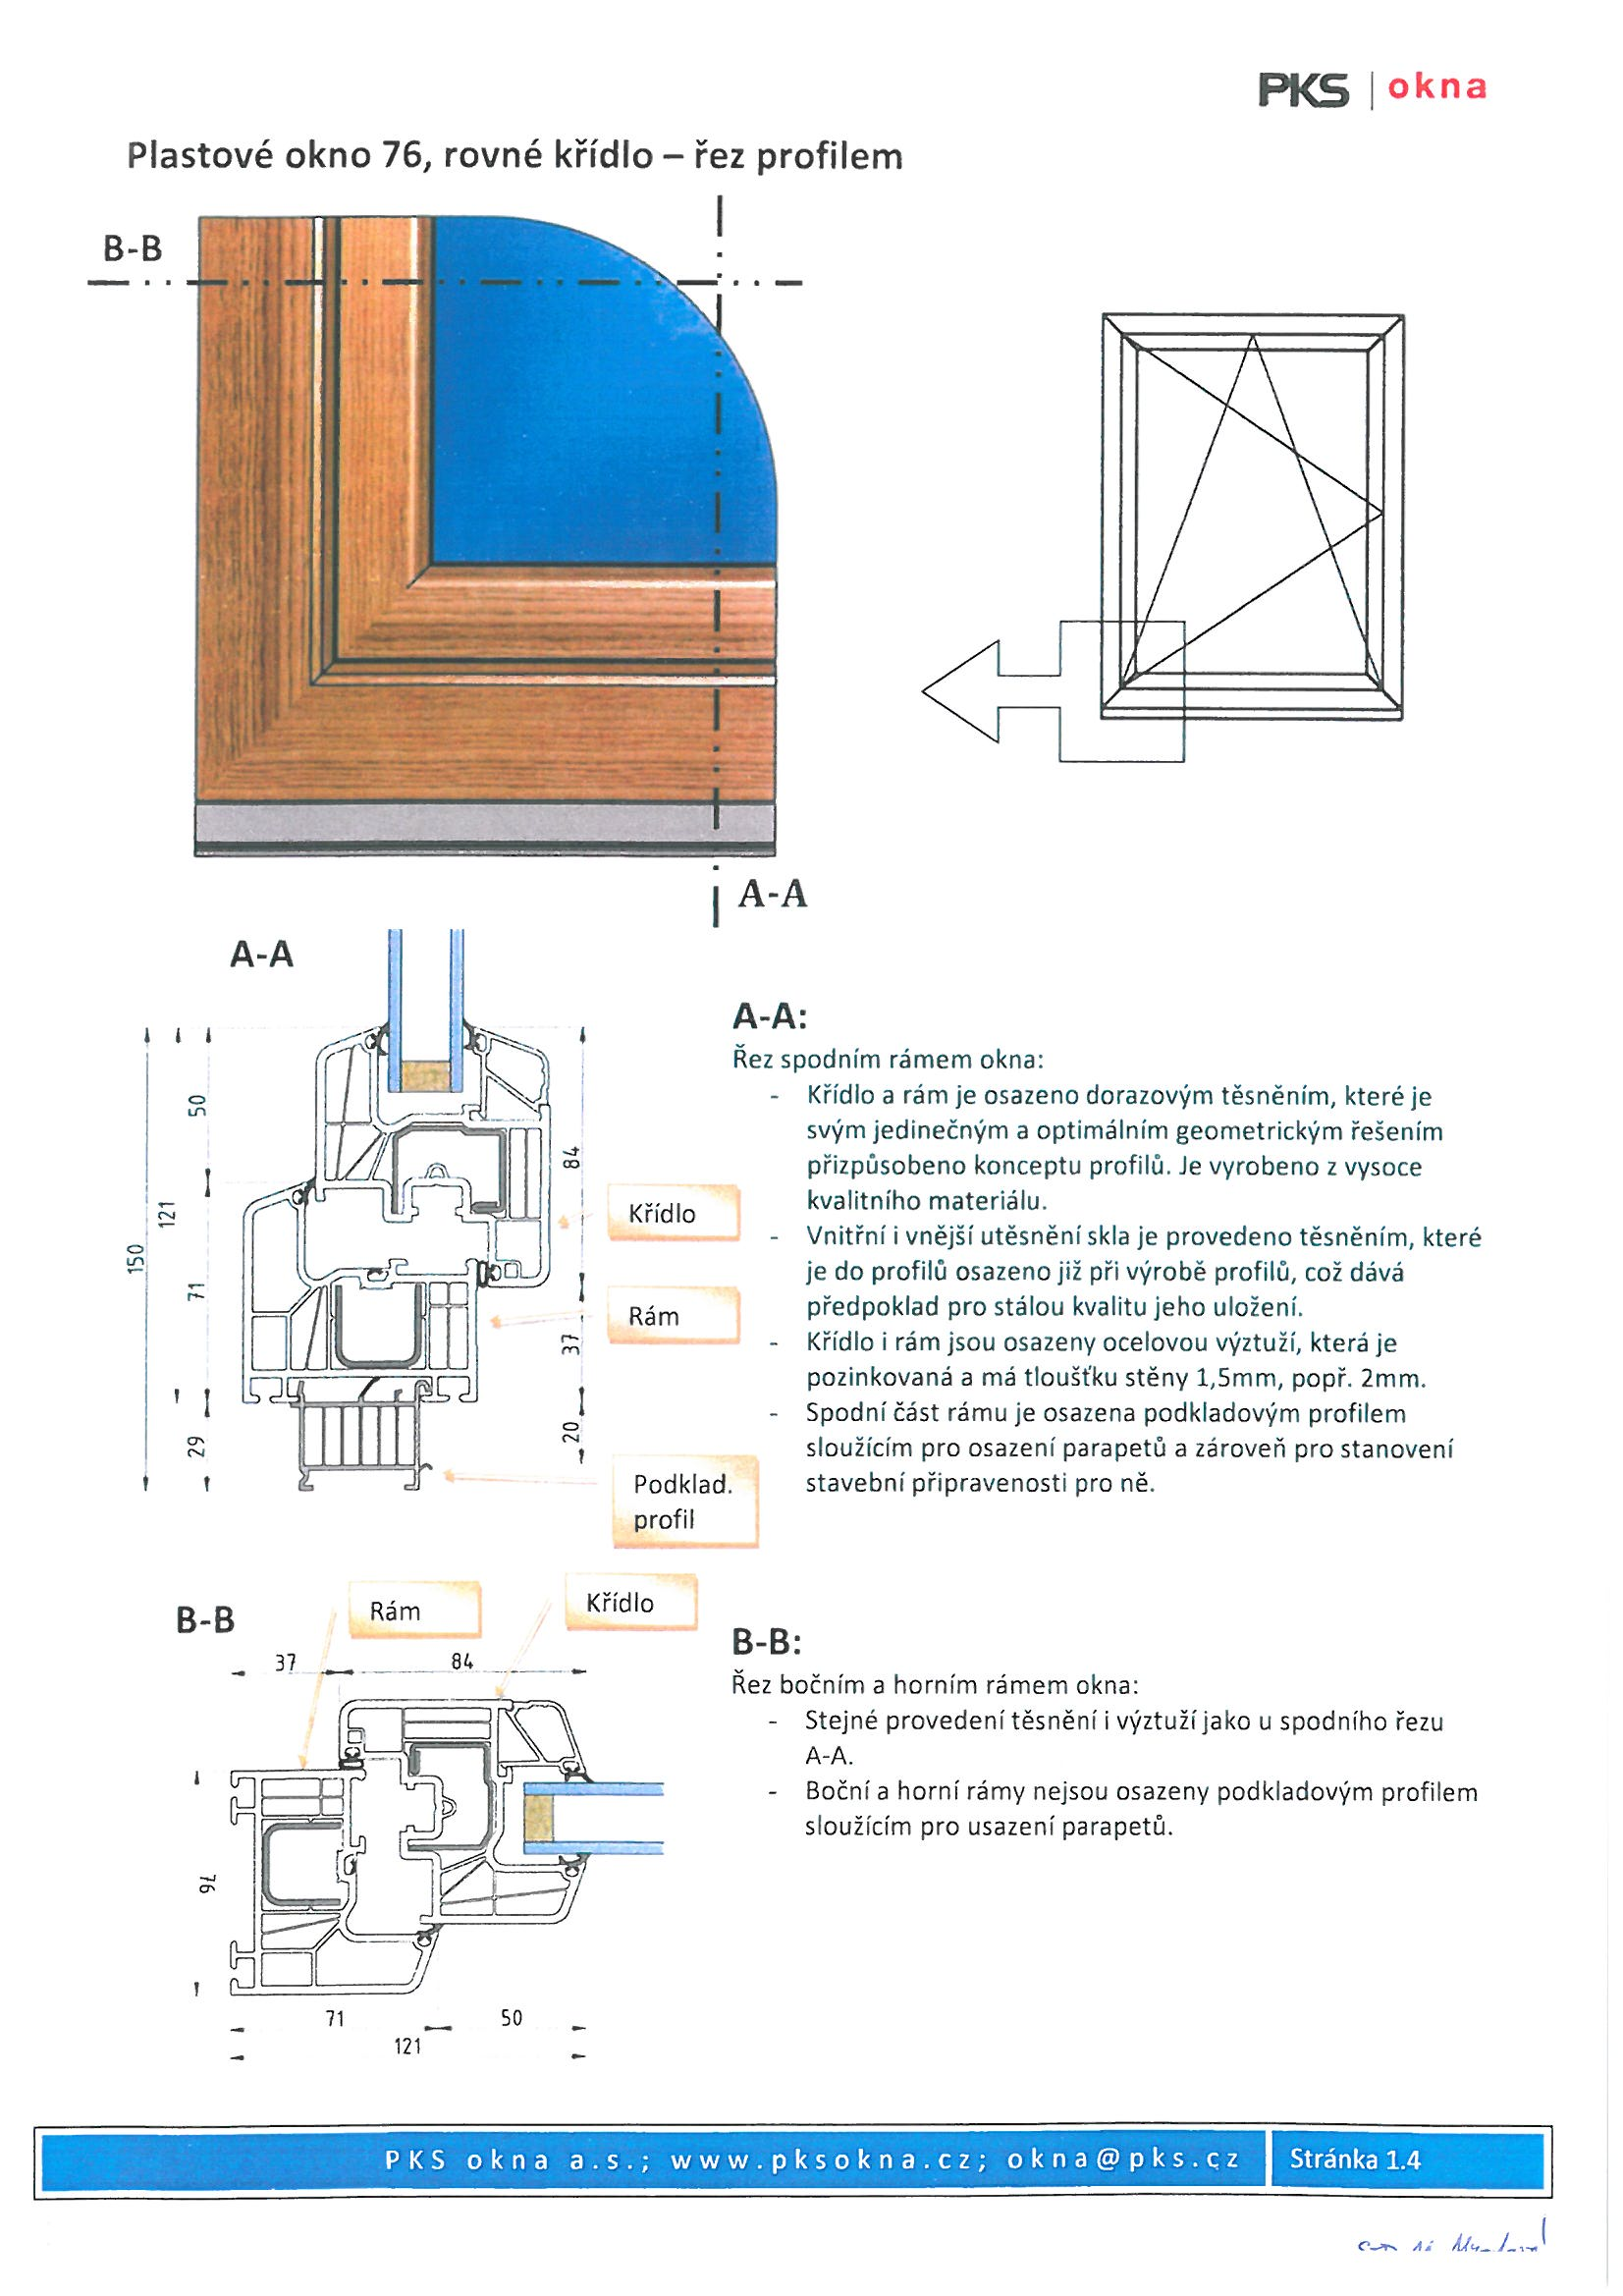 PKS | okna
Plastové okno 76, rovné křídlo – řez profilem
B-B
A-A
A-A
50
84
121
150
71
37
29
20
Křídlo
Rám
Podklad.
profil
A-A:
Řez spodním rámem okna:
- Křídlo a rám je osazeno dorazovým těsněním, které je
svým jedinečným a optimálním geometrickým řešením
přizpůsobeno konceptu profilů. Je vyrobeno z vysoce
kvalitního materiálu.
- Vnitřní i vnější utěsnění skla je provedeno těsněním, které
je do profilů osazeno již při výrobě profilů, což dává
předpoklad pro stálou kvalitu jeho uložení.
- Křídlo i rám jsou osazeny ocelovou výztuží, která je
pozinkovaná a má tloušťku stěny 1,5mm, popř. 2mm.
- Spodní část rámu je osazena podkladovým profilem
sloužícím pro osazení parapetů a zároveň pro stanovení
stavební připravenosti pro ně.
B-B
Rám
Křídlo
37
84
76
71
50
121
B-B:
Řez bočním a horním rámem okna:
- Stejné provedení těsnění i výztuží jako u spodního řezu
A-A.
- Boční a horní rámy nejsou osazeny podkladovým profilem
sloužícím pro usazení parapetů.
PKS okna a.s.; www.pksokna.cz; okna@pks.cz
Stránka 1.4